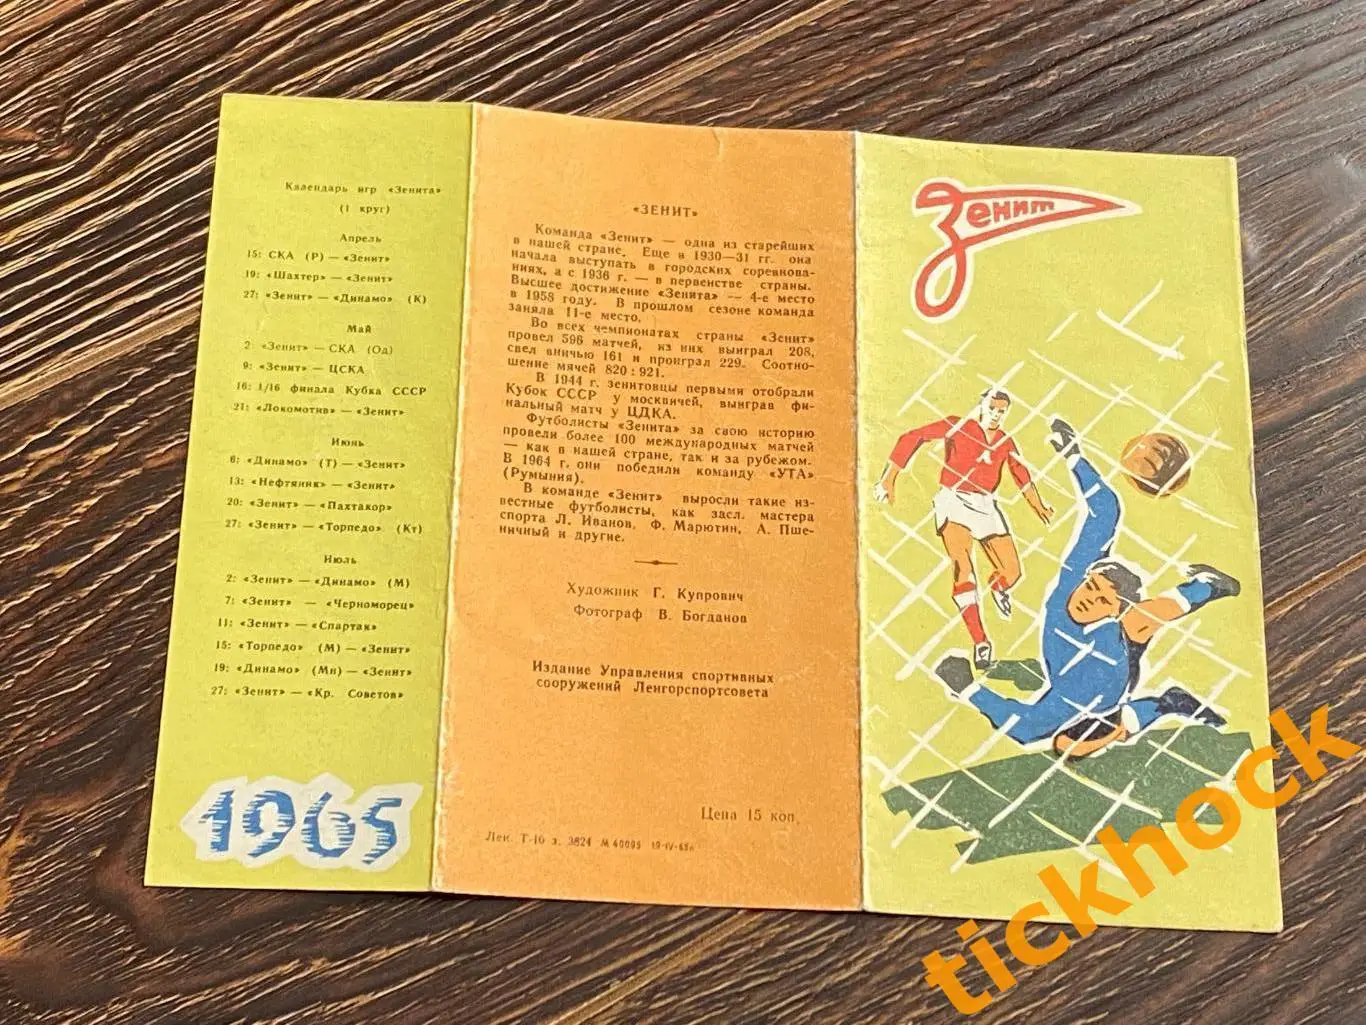 Календарь игр «Зенита»
(1 круг)
Апрель
15: СКА (Р) — «Зенит»
19: «Шахтер» — «Зенит»
27: «Зенит» — «Динамо» (К)
Май
2: «Зенит» — СКА (Од)
9: «Зенит» — ЦСКА
16: 1/16 финала Кубка СССР
21: «Локомотив» — «Зенит»
Июнь
6: «Динамо» (Т) — «Зенит»
13: «Нефтяник» — «Зенит»
20: «Зенит» — «Пахтакор»
27: «Зенит» — «Торпедо» (Кт)
Июль
2: «Зенит» — «Динамо» (М)
7: «Зенит» — «Черноморец»
11: «Зенит» — «Спартак»
15: «Торпедо» (М) — «Зенит»
19: «Динамо» (Мн) — «Зенит»
27: «Зенит» — «Кр. Советов»
1965
«ЗЕНИТ»
Команда «Зенит» — одна из старейших
в нашей стране. Еще в 1930—31 гг. она
начала выступать в городских соревнова-
ниях, а с 1936 г. — в первенстве страны.
Высшее достижение «Зенита» — 4-е место
в 1958 году. В прошлом сезоне команда
заняла 11-е место.
Во всех чемпионатах страны «Зенит»
провел 596 матчей, из них выиграл 208,
свел вничью 161 и проиграл 229. Соотно-
шение мячей 820 : 921.
В 1944 г. зенитовцы первыми отобрали
Кубок СССР у москвичей, выиграв фи-
нальный матч у ЦДКА.
Футболисты «Зенита» за свою историю
провели более 100 международных матчей
— как в нашей стране, так и за рубежом.
В 1964 г. они победили команду «УТА»
(Румыния).
В команде «Зенит» выросли такие из-
вестные футболисты, как засл. мастера
спорта Л. Иванов, Ф. Марютин, А. Пше-
ничный и другие.
Художник Г. Купрович
Фотограф В. Богданов
Издание Управления спортивных
сооружений Ленгорспортсовета
Цена 15 коп.
Лен. Т-10 з. 3824 М 40095 19-IV-65г
Зенит
Л
tickhock